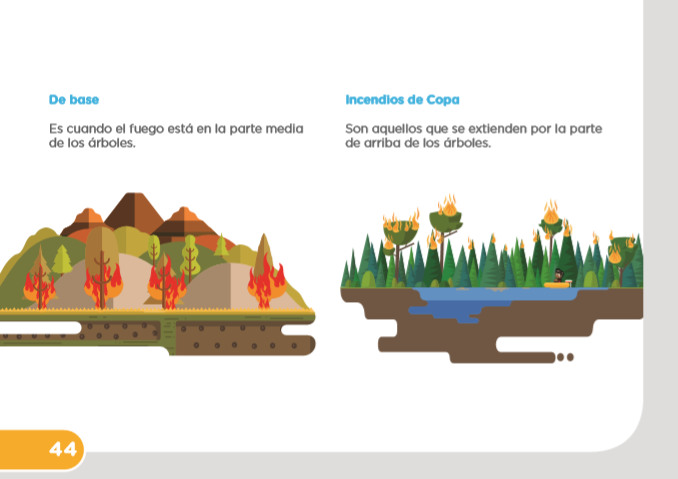 De base
Es cuando el fuego está en la parte media
de los árboles.
Incendios de Copa
Son aquellos que se extienden por la parte
de arriba de los árboles.
44